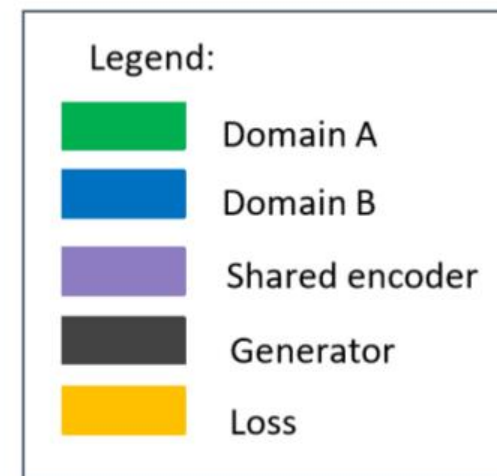 Legend:
Domain A
Domain B
Shared encoder
Generator
Loss